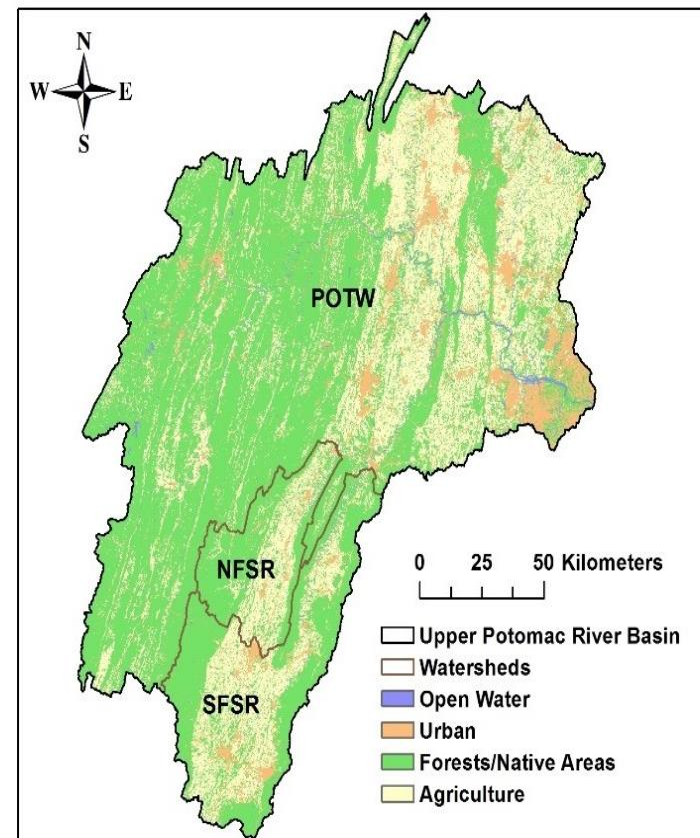 N
W E
S
POTW
NFSR
SFSR
0 25 50 Kilometers
Upper Potomac River Basin
Watersheds
Open Water
Urban
Forests/Native Areas
Agriculture